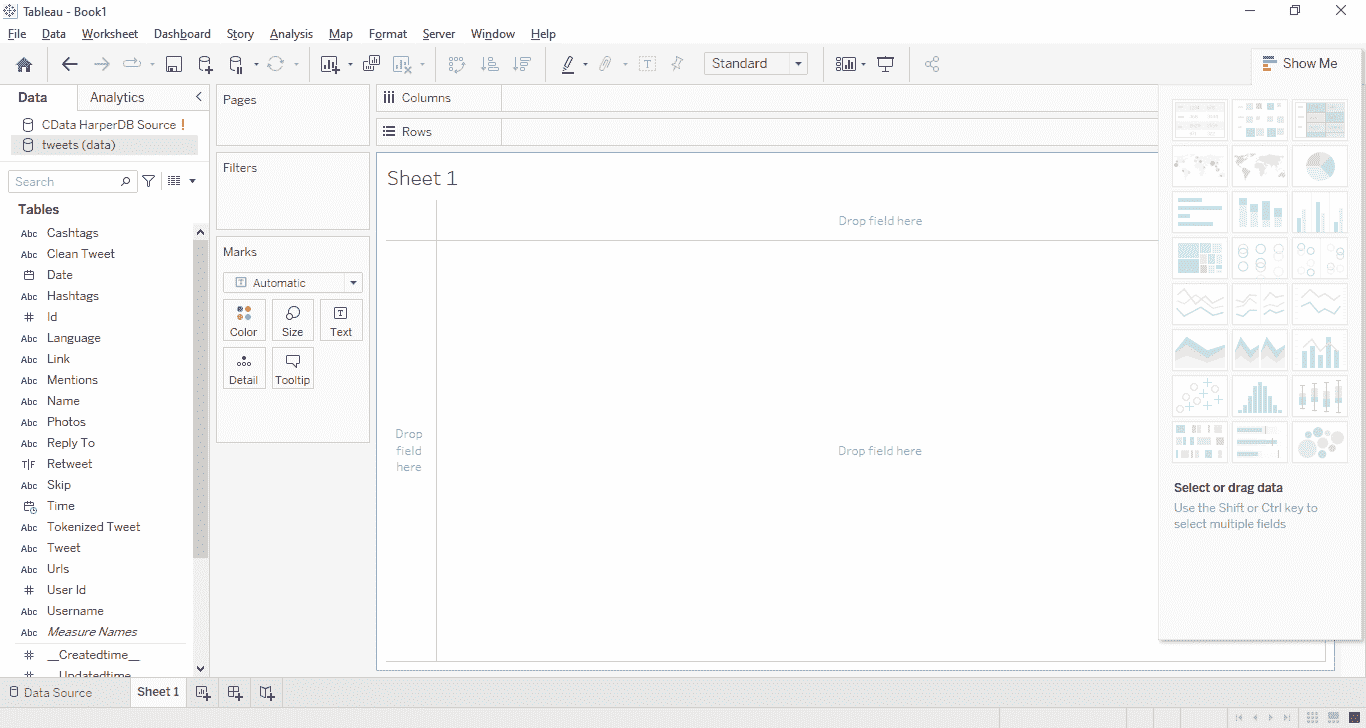 Tableau - Book1
File Data Worksheet Dashboard Story Analysis Map Format Server Window Help
Standard
Show Me
Data Analytics
CData HarperDB Source !
tweets (data)
Search
Tables
Abc Cashtags
Abc Clean Tweet
Date
Abc Hashtags
# Id
Abc Language
Abc Link
Abc Mentions
Abc Name
Abc Photos
Abc Reply To
T|F Retweet
Abc Skip
Time
Abc Tokenized Tweet
Abc Tweet
Abc Urls
# User Id
Abc Username
Abc Measure Names
# __Createdtime__
# __Updatedtime__
Pages
Filters
Marks
Automatic
Color Size Text
Detail Tooltip
Columns
Rows
Sheet 1
Drop field here
Drop
field
here
Drop field here
Select or drag data
Use the Shift or Ctrl key to
select multiple fields
Data Source Sheet 1